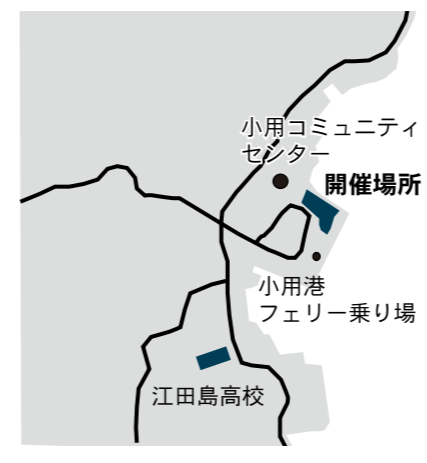 小用コミュニティ
センター
開催場所
小用港
フェリー乗り場
江田島高校